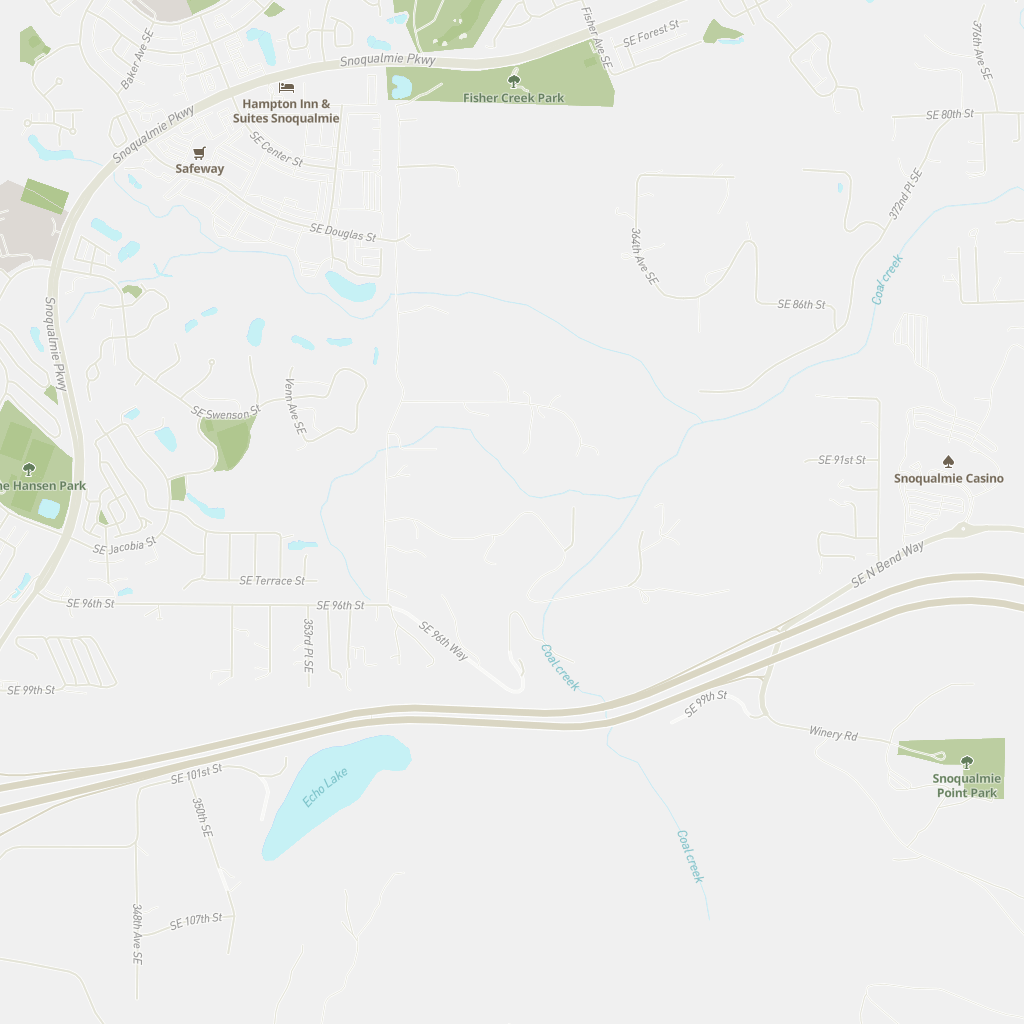 Baker Ave SE
Snoqualmie Pkwy
Fisher Ave SE
SE Forest St
376th Ave SE
Hampton Inn &
Suites Snoqualmie
Fisher Creek Park
SE 80th St
Snoqualmie Pkwy
SE Center St
Safeway
372nd Pl SE
SE Douglas St
364th Ave SE
Coal creek
SE 86th St
Snoqualmie Pkwy
Venn Ave SE
SE Swenson St
SE 91st St
Snoqualmie Casino
ne Hansen Park
SE Jacobia St
SE N Bend Way
SE Terrace St
SE 96th St
SE 96th St
353rd Pl SE
SE 96th Way
Coal creek
SE 99th St
SE 99th St
Winery Rd
SE 101st St
Echo Lake
Snoqualmie
Point Park
350th SE
Coal creek
348th Ave SE
SE 107th St